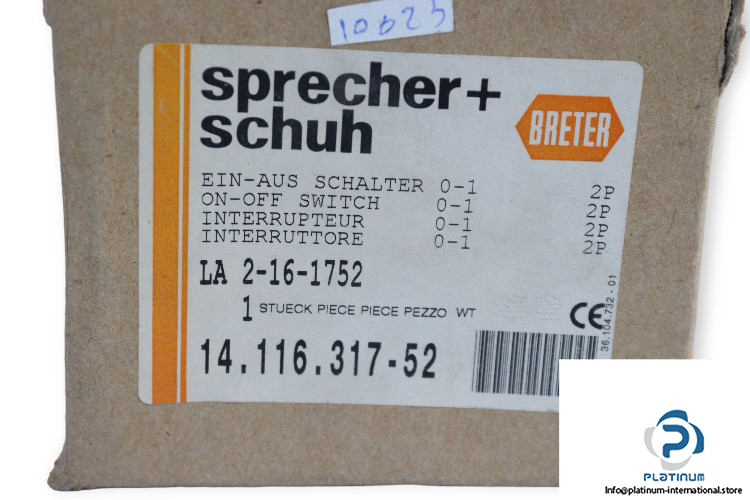 10025
sprecher+
schuh
BRETER
EIN-AUS SCHALTER 0-1 2P
ON-OFF SWITCH 0-1 2P
INTERRUPTEUR 0-1 2P
INTERRUTTORE 0-1 2P
LA 2-16-1752
1 STUECK PIECE PIECE PEZZO WT
CE
14.116.317-52
36.104.732-01
PLATINUM
Info@platinum-international.store